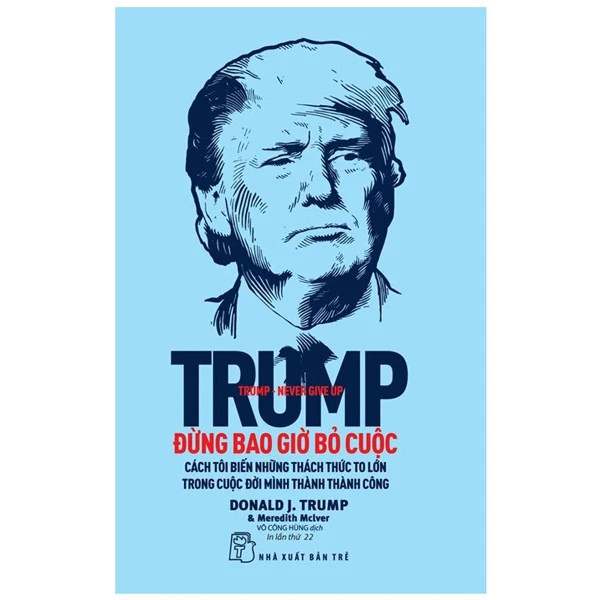 TRUMP
TRUMP - NEVER GIVE UP
ĐỪNG BAO GIỜ BỎ CUỘC
CÁCH TÔI BIẾN NHỮNG THÁCH THỨC TO LỚN
TRONG CUỘC ĐỜI MÌNH THÀNH THÀNH CÔNG
DONALD J. TRUMP
& Meredith McIver
VÕ CÔNG HÙNG dịch
In lần thứ 22
NHÀ XUẤT BẢN TRẺ